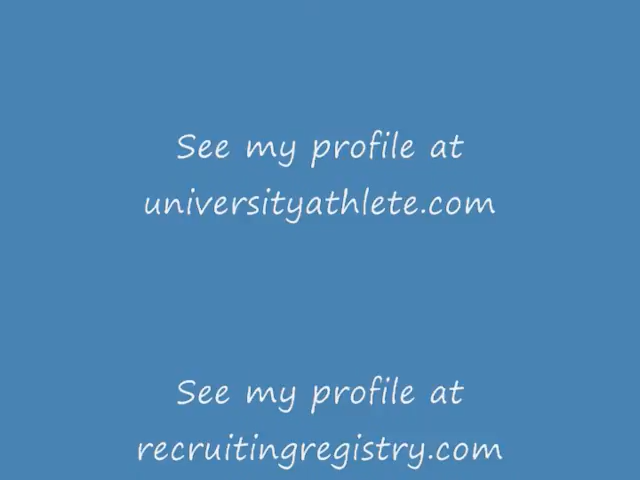 See my profile at
universityathlete.com
See my profile at
recruitingregistry.com